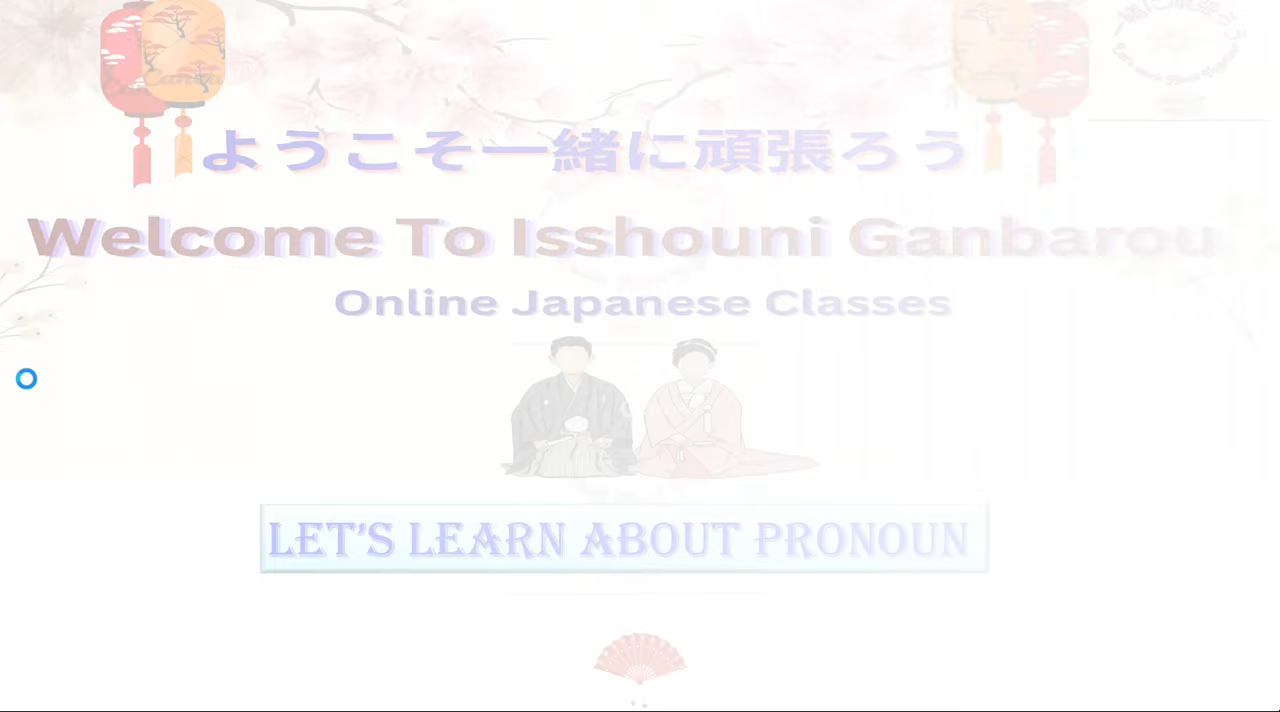 ようこそ一緒に頑張ろう
Welcome To Isshouni Ganbarou
Online Japanese Classes
LET'S LEARN ABOUT PRONOUN